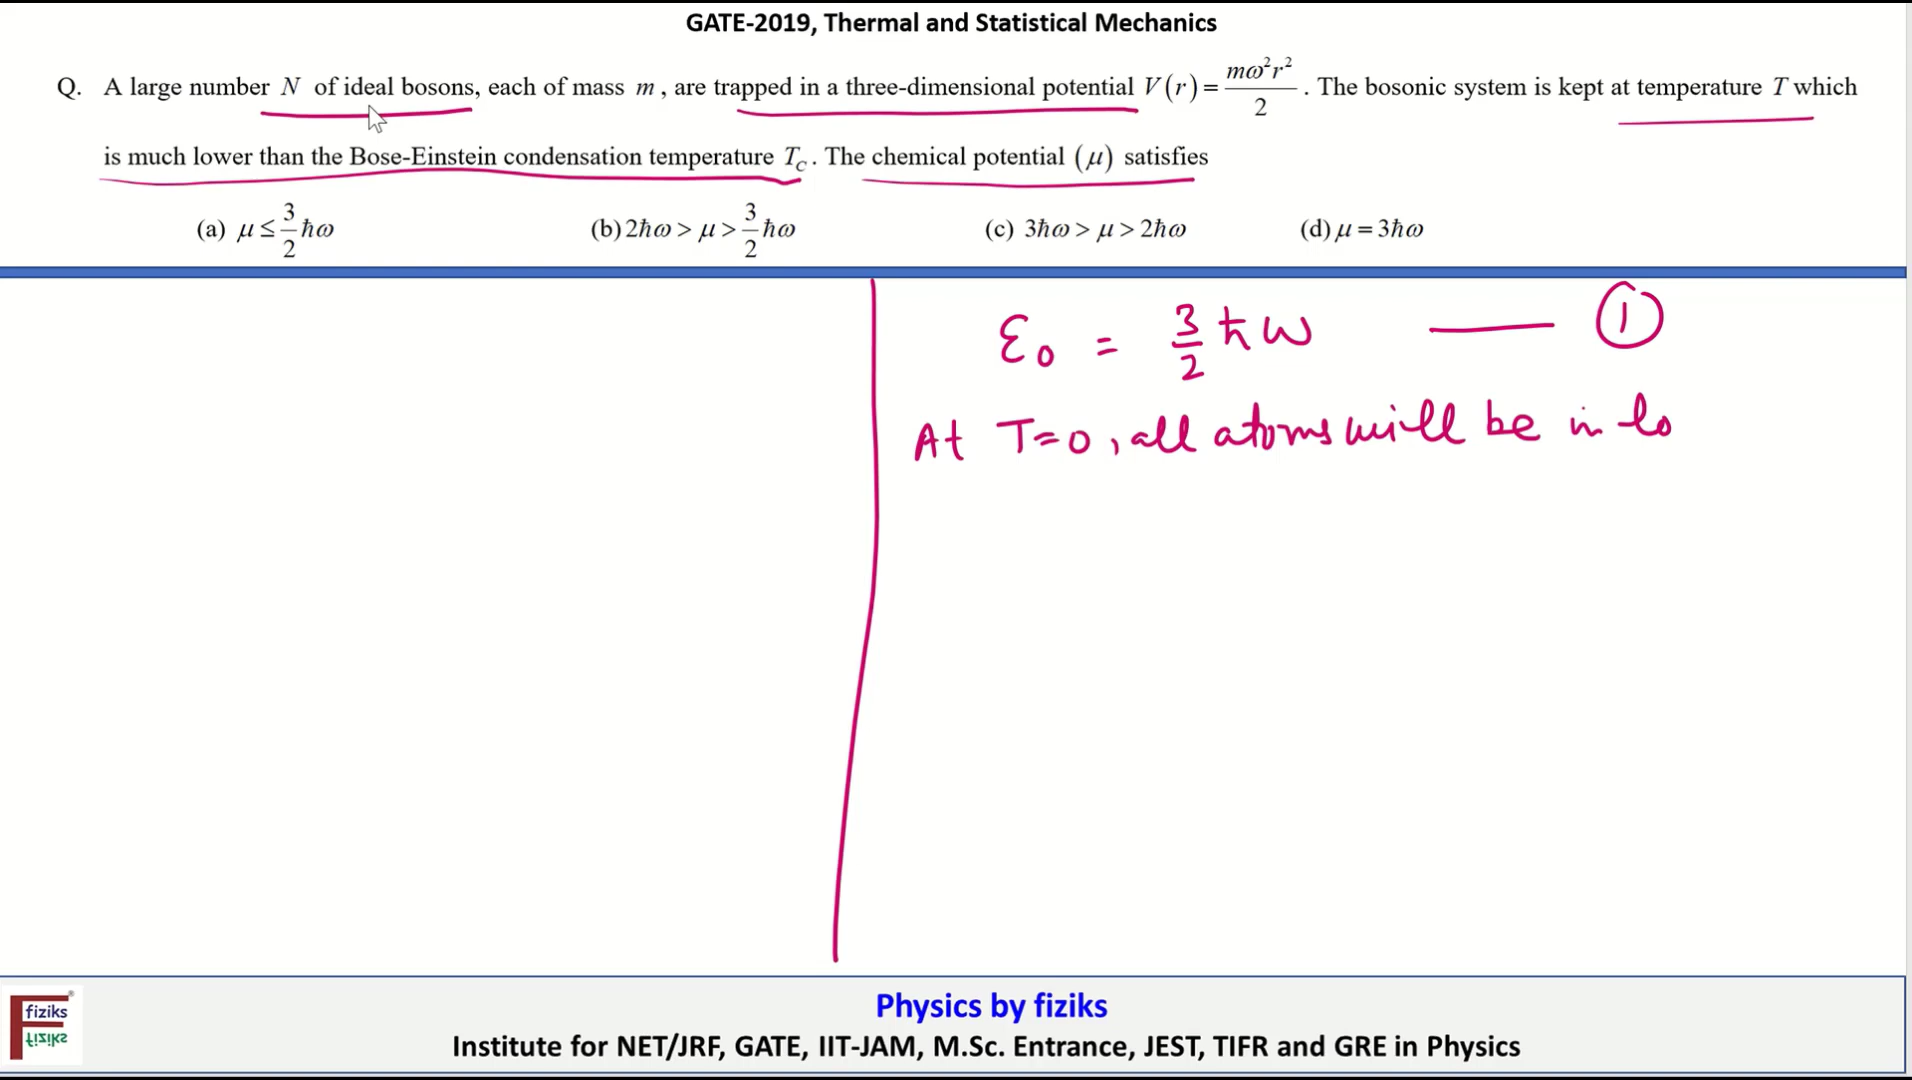 GATE-2019, Thermal and Statistical Mechanics
Q. A large number N of ideal bosons, each of mass m, are trapped in a three-dimensional potential V(r) = mω²r²/2. The bosonic system is kept at temperature T which
is much lower than the Bose-Einstein condensation temperature T_C. The chemical potential (μ) satisfies
(a) μ ≤ 3/2 ħω (b) 2ħω > μ > 3/2 ħω (c) 3ħω > μ > 2ħω (d) μ = 3ħω
ε₀ = 3/2 ħω —— ①
At T=0, all atoms will be in lo
fiziks ®
fiziks
Physics by fiziks
Institute for NET/JRF, GATE, IIT-JAM, M.Sc. Entrance, JEST, TIFR and GRE in Physics